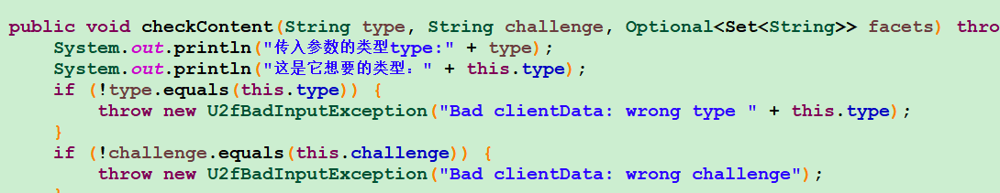 public void checkContent(String type, String challenge, Optional<Set<String>> facets) thro
System.out.println("传入参数的类型type:" + type);
System.out.println("这是它想要的类型：" + this.type);
if (!type.equals(this.type)) {
throw new U2fBadInputException("Bad clientData: wrong type " + this.type);
}
if (!challenge.equals(this.challenge)) {
throw new U2fBadInputException("Bad clientData: wrong challenge");
}